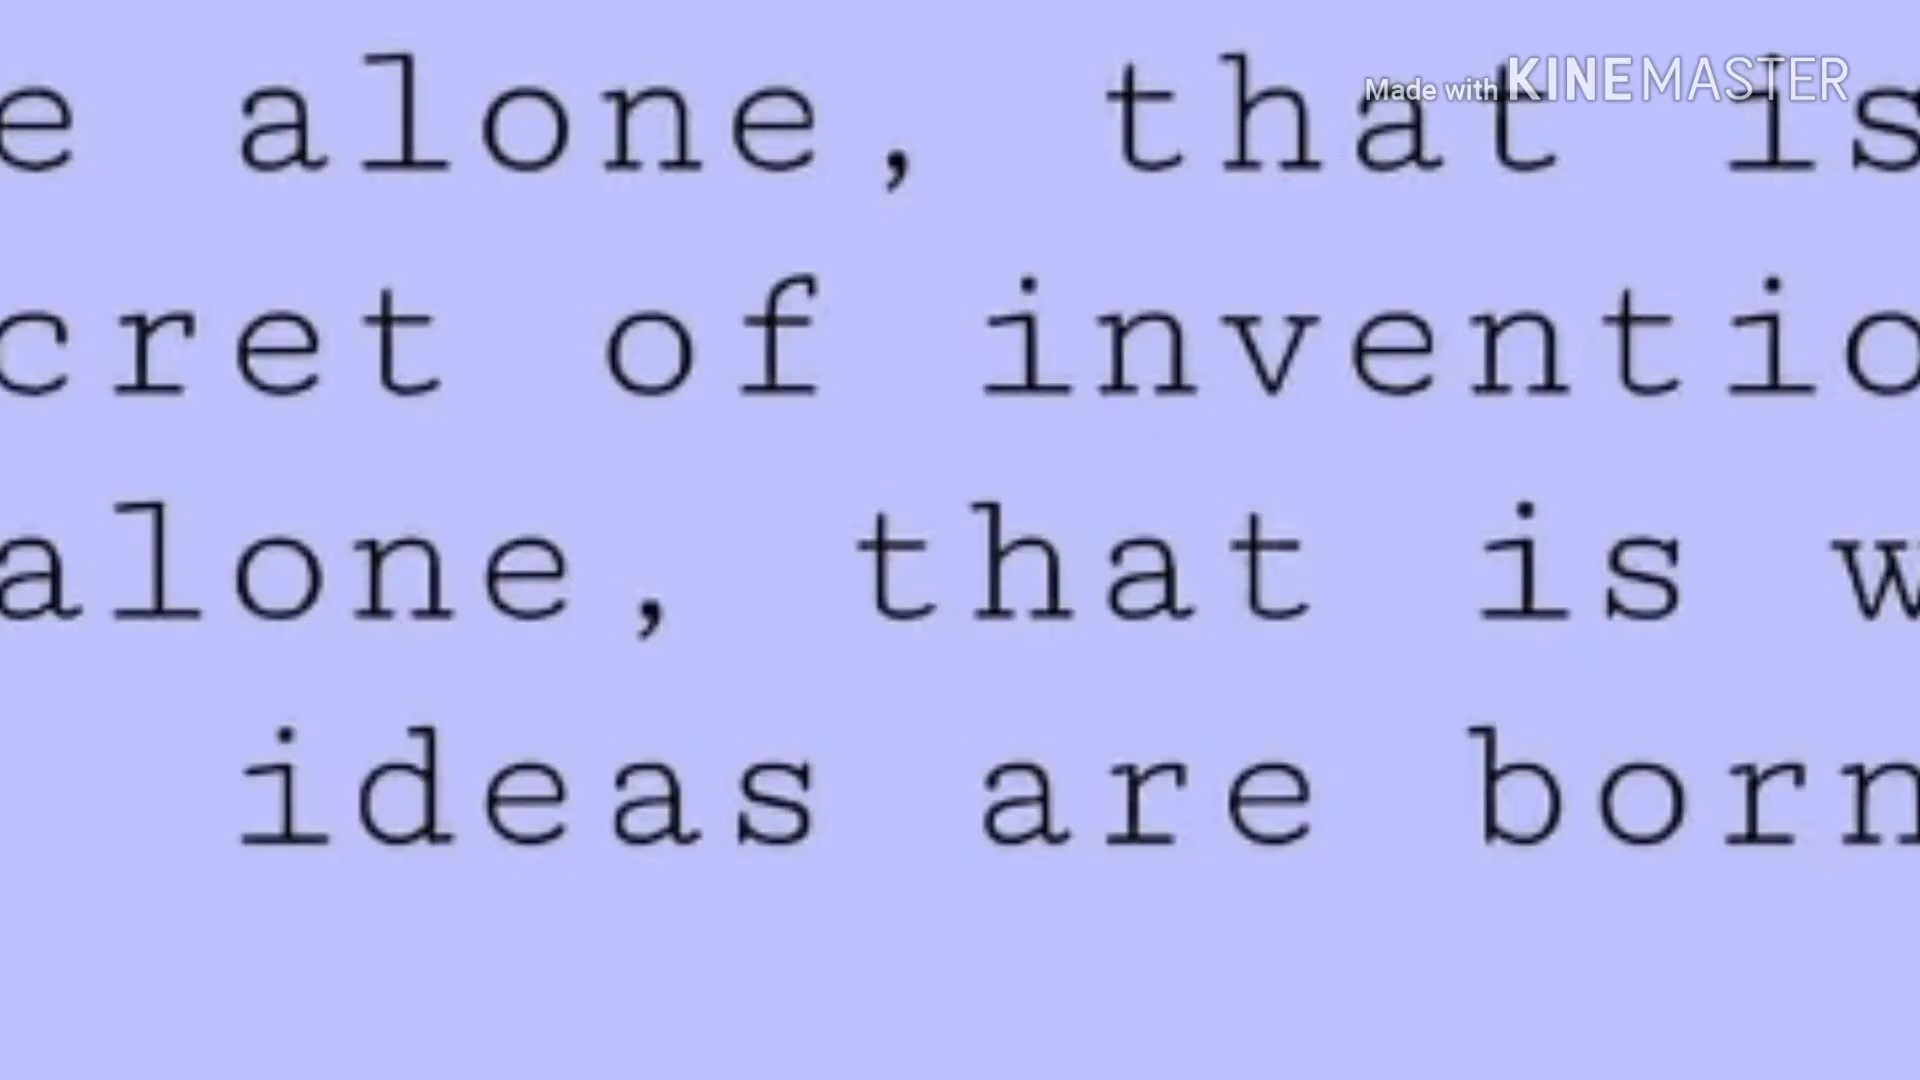 e alone, that is
Made with KINEMASTER
cret of inventio
alone, that is w
ideas are born